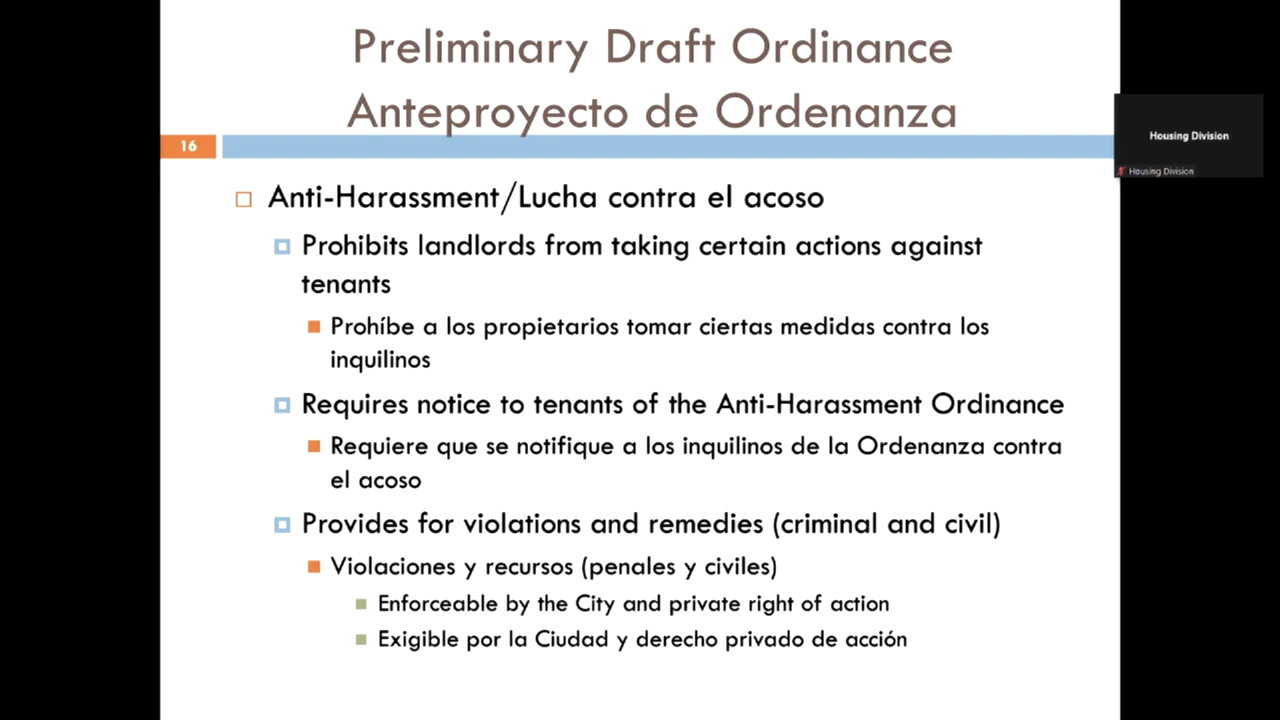 Preliminary Draft Ordinance
Anteproyecto de Ordenanza
16
Housing Division
Housing Division
Anti-Harassment/Lucha contra el acoso
Prohibits landlords from taking certain actions against
tenants
Prohíbe a los propietarios tomar ciertas medidas contra los
inquilinos
Requires notice to tenants of the Anti-Harassment Ordinance
Requiere que se notifique a los inquilinos de la Ordenanza contra
el acoso
Provides for violations and remedies (criminal and civil)
Violaciones y recursos (penales y civiles)
Enforceable by the City and private right of action
Exigible por la Ciudad y derecho privado de acción